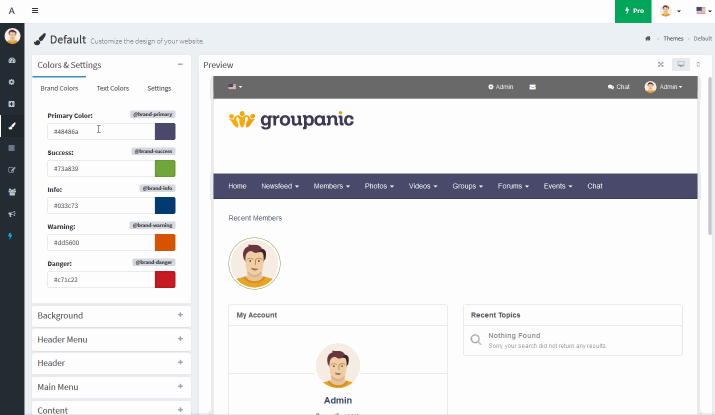 A
Pro
Default Customize the design of your website.
Themes Default
Colors & Settings
Brand Colors Text Colors Settings
Primary Color: @brand-primary
#48486a
Success: @brand-success
#73a839
Info: @brand-info
#033c73
Warning: @brand-warning
#dd5600
Danger: @brand-danger
#c71c22
Background
Header Menu
Header
Main Menu
Content
Preview
Admin Chat Admin
groupanic
Home Newsfeed Members Photos Videos Groups Forums Events Chat
Recent Members
My Account
Admin
Recent Topics
Nothing Found
Sorry, your search did not return any results.